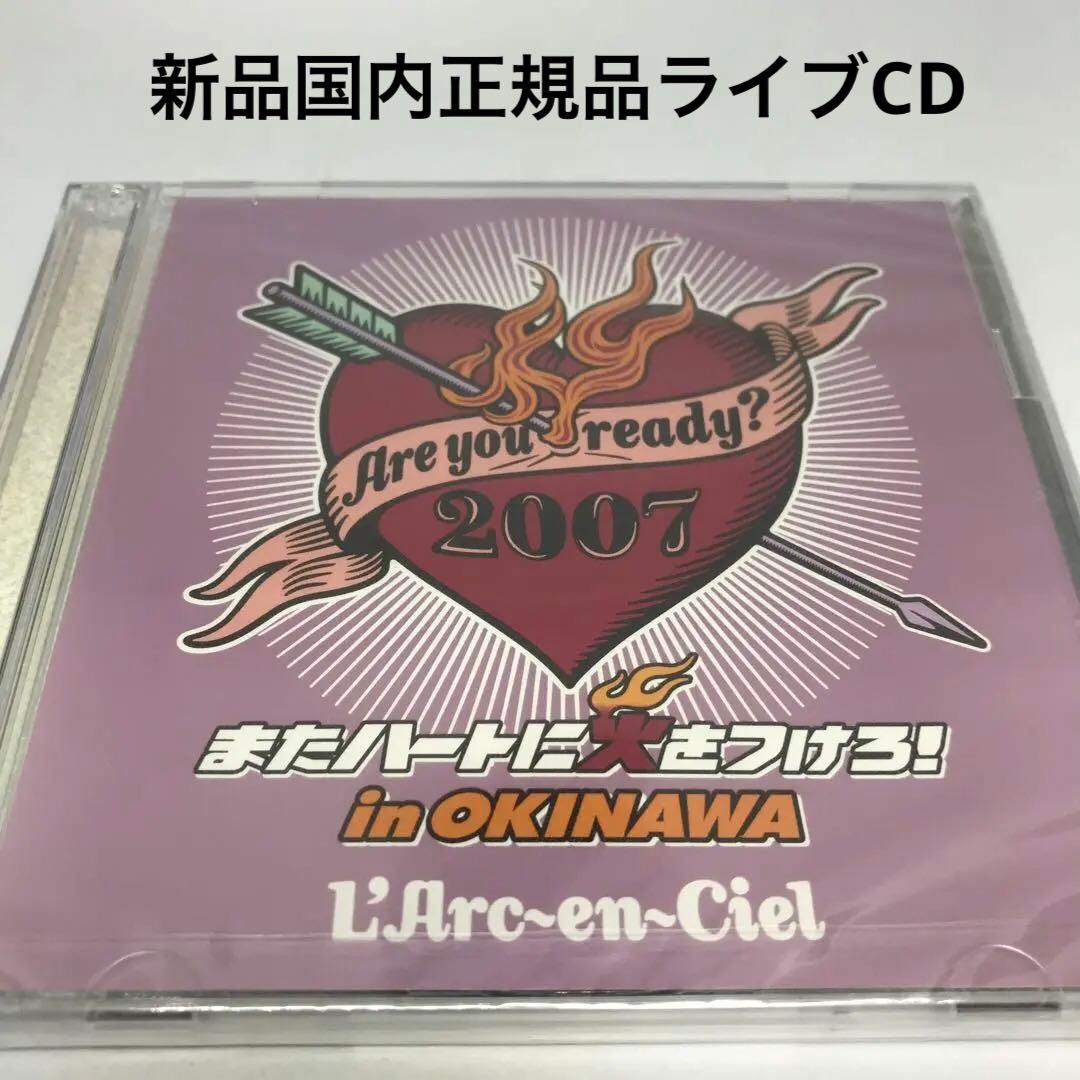 新品国内正規品ライブCD
Are you ready?
2007
またハートに火をつけろ!
in OKINAWA
L'Arc~en~Ciel